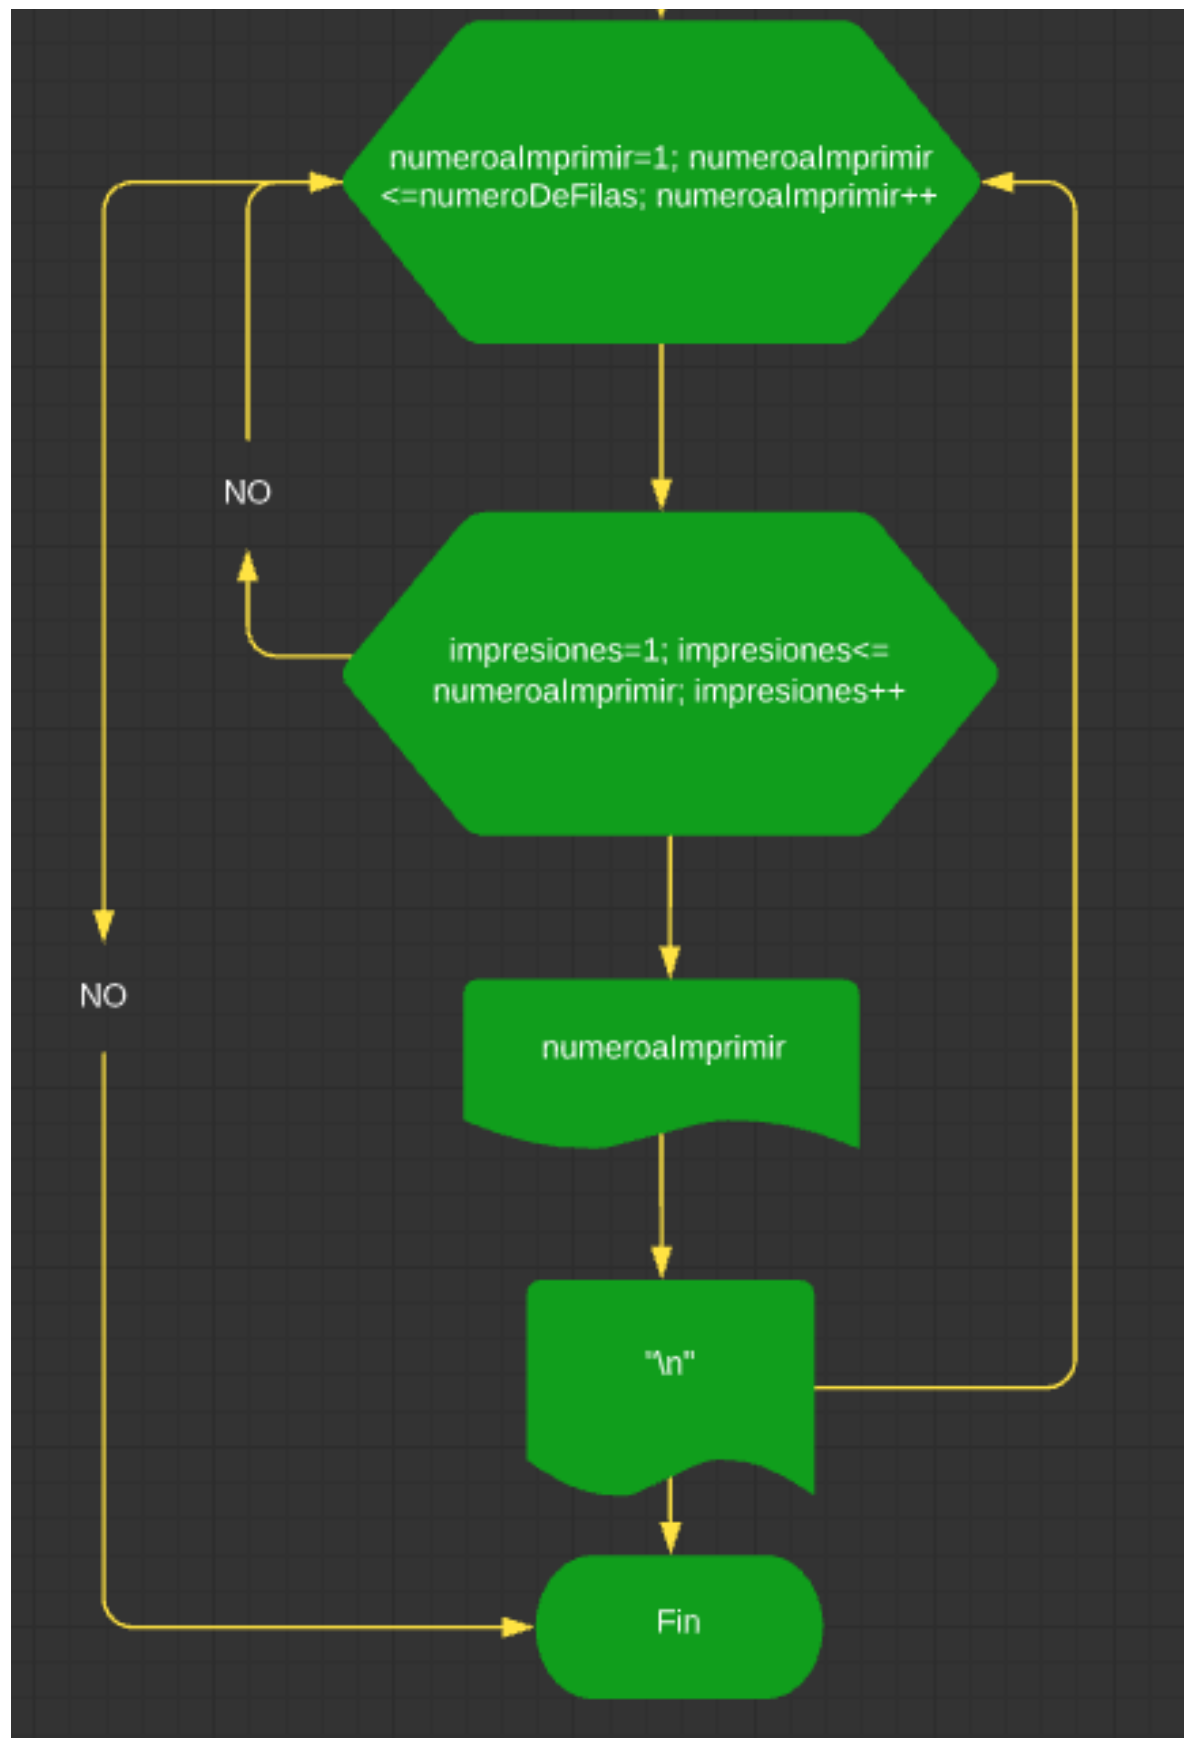 numeroaImprimir=1; numeroaImprimir
<=numeroDeFilas; numeroaImprimir++
NO
impresiones=1; impresiones<=
numeroaImprimir; impresiones++
NO
numeroaImprimir
"\n"
Fin